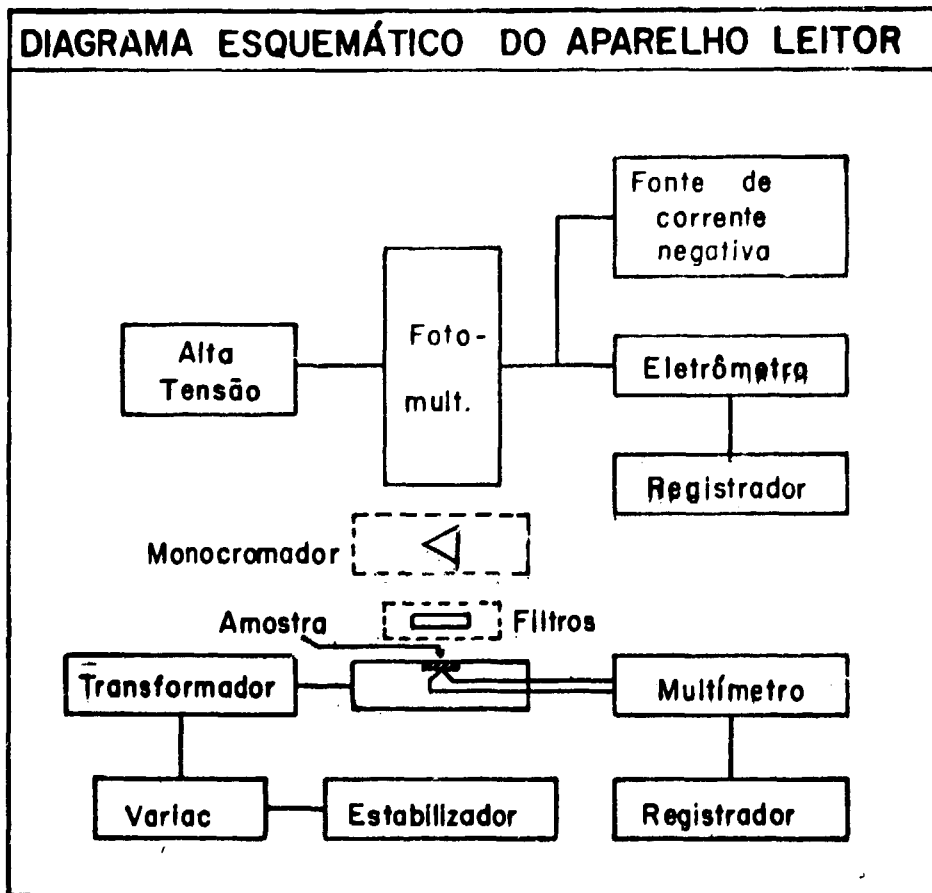 DIAGRAMA ESQUEMÁTICO DO APARELHO LEITOR
Fonte de
corrente
negativa
Alta
Tensão
Foto-
mult.
Eletrômetro
Registrador
Monocromador
Amostra
Filtros
Transformador
Multímetro
Variac
Estabilizador
Registrador